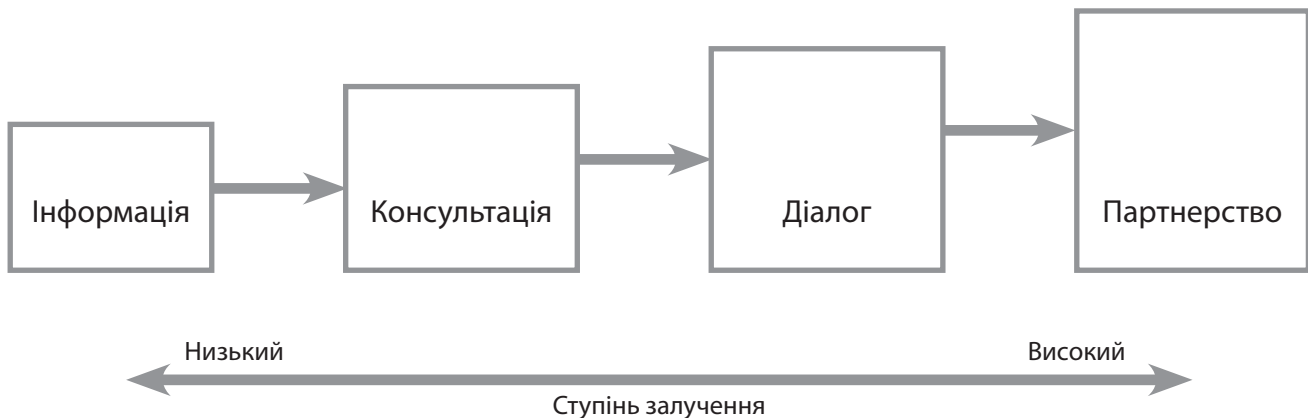 Інформація
Консультація
Діалог
Партнерство
Низький
Високий
Ступінь залучення